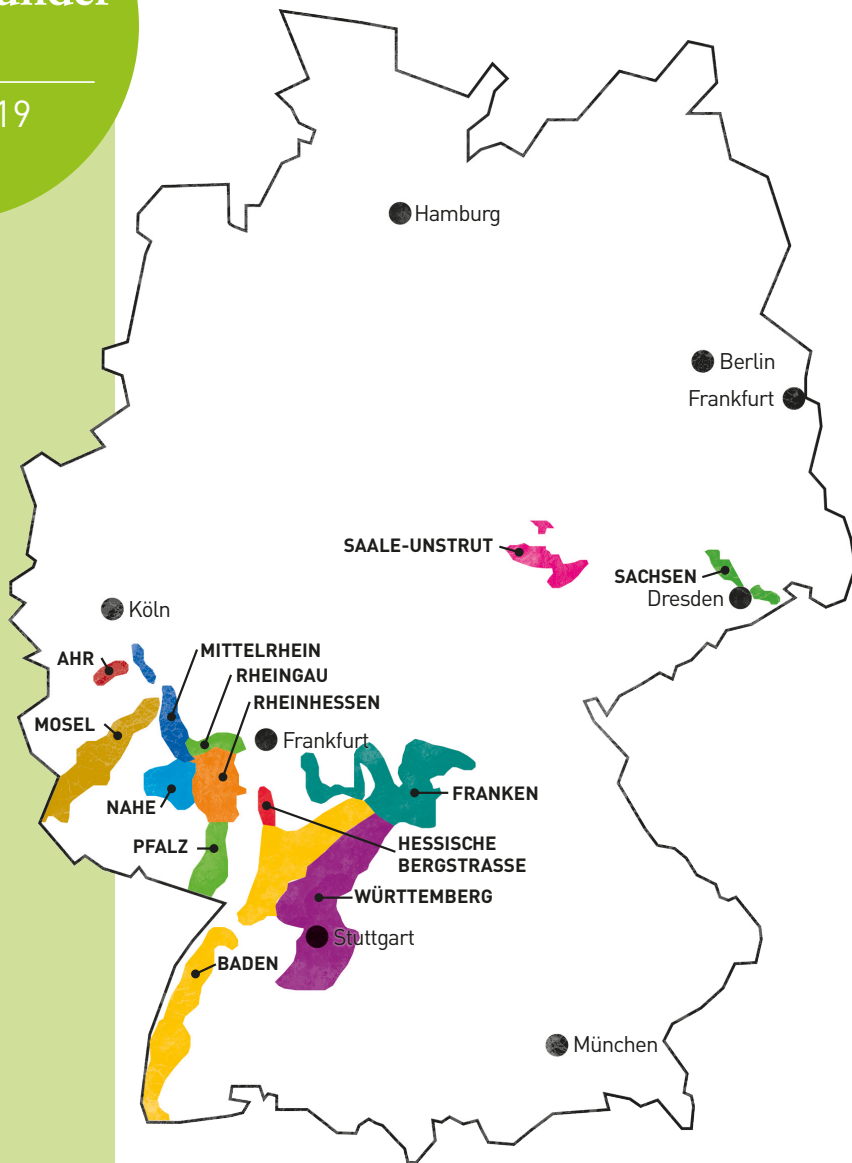 19
Hamburg
Berlin
Frankfurt
SAALE-UNSTRUT
SACHSEN
Dresden
Köln
AHR
MITTELRHEIN
RHEINGAU
RHEINHESSEN
MOSEL
Frankfurt
NAHE
FRANKEN
PFALZ
HESSISCHE
BERGSTRASSE
WÜRTTEMBERG
Stuttgart
BADEN
München